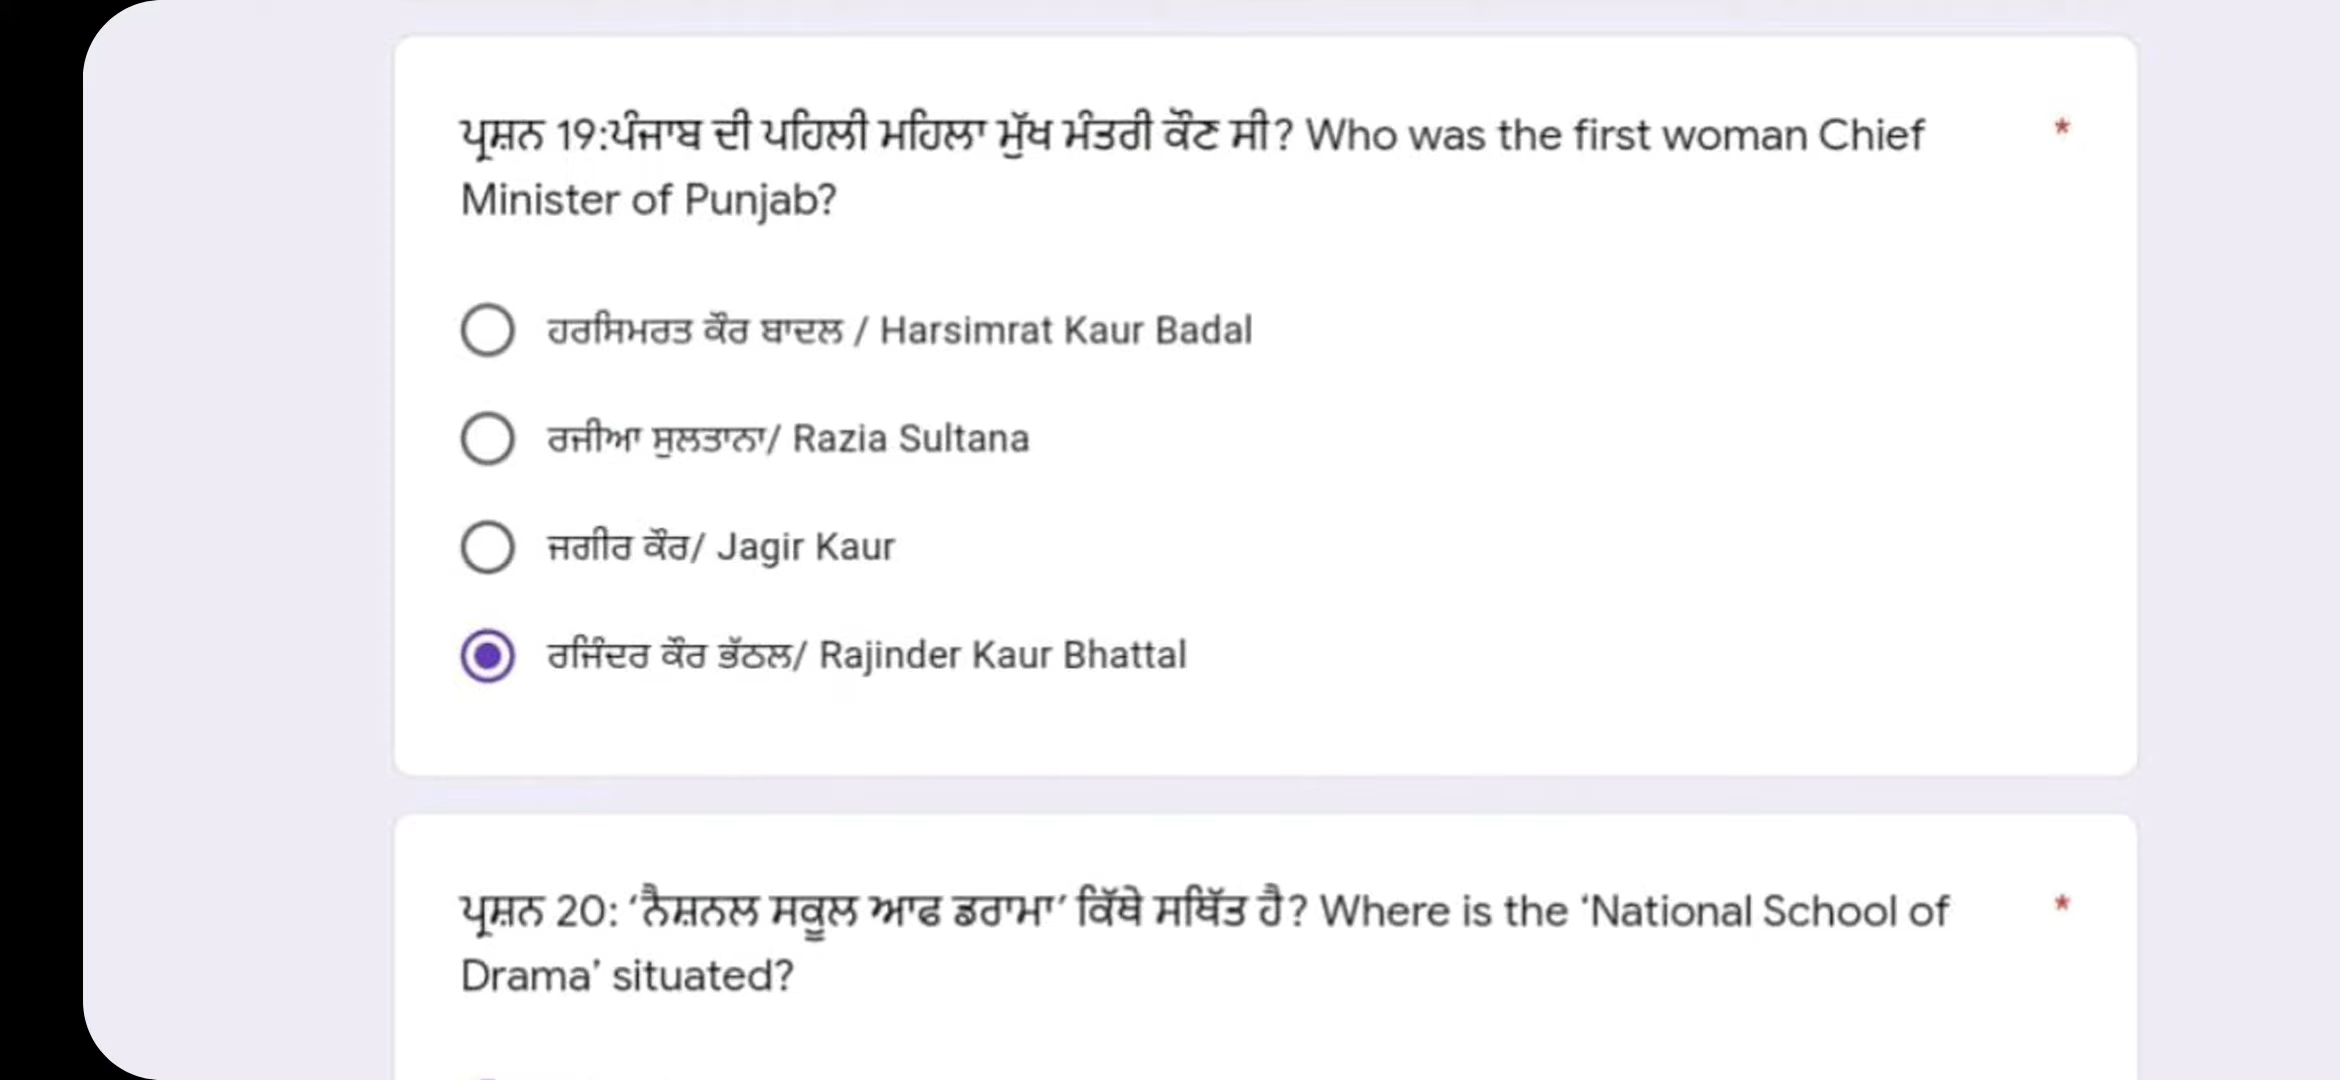 ਪ੍ਰਸ਼ਨ 19:ਪੰਜਾਬ ਦੀ ਪਹਿਲੀ ਮਹਿਲਾ ਮੁੱਖ ਮੰਤਰੀ ਕੌਣ ਸੀ? Who was the first woman Chief *
Minister of Punjab?
ਹਰਸਿਮਰਤ ਕੌਰ ਬਾਦਲ / Harsimrat Kaur Badal
ਰਜੀਆ ਸੁਲਤਾਨਾ/ Razia Sultana
ਜਗੀਰ ਕੌਰ/ Jagir Kaur
ਰਜਿੰਦਰ ਕੌਰ ਭੱਠਲ/ Rajinder Kaur Bhattal
ਪ੍ਰਸ਼ਨ 20: ‘ਨੈਸ਼ਨਲ ਸਕੂਲ ਆਫ ਡਰਾਮਾ’ ਕਿੱਥੇ ਸਥਿੱਤ ਹੈ? Where is the ‘National School of *
Drama’ situated?